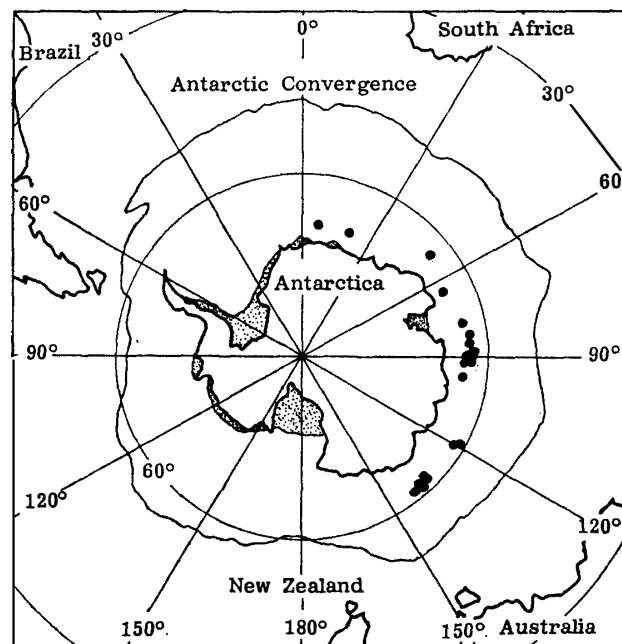 0°
South Africa
Brazil
30°
Antarctic Convergence
30°
60°
60°
Antarctica
90°
90°
60°
120°
120°
New Zealand
150°
180°
150°
Australia